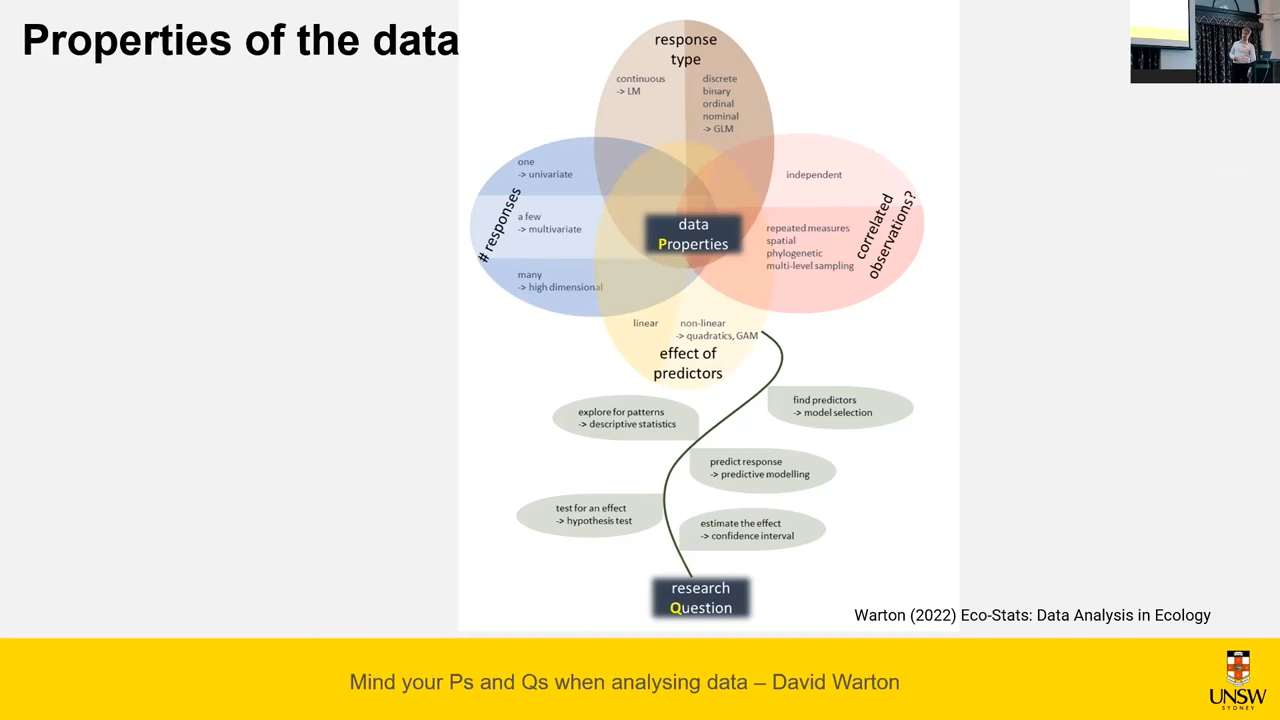 Properties of the data
response
type
continuous
-> LM
discrete
binary
ordinal
nominal
-> GLM
# responses
one
-> univariate
a few
-> multivariate
many
-> high dimensional
independent
correlated
observations?
repeated measures
spatial
phylogenetic
multi-level sampling
data
Properties
linear
non-linear
-> quadratics, GAM
effect of
predictors
find predictors
-> model selection
explore for patterns
-> descriptive statistics
predict response
-> predictive modelling
test for an effect
-> hypothesis test
estimate the effect
-> confidence interval
research
Question
Warton (2022) Eco-Stats: Data Analysis in Ecology
Mind your Ps and Qs when analysing data – David Warton
UNSW
SYDNEY